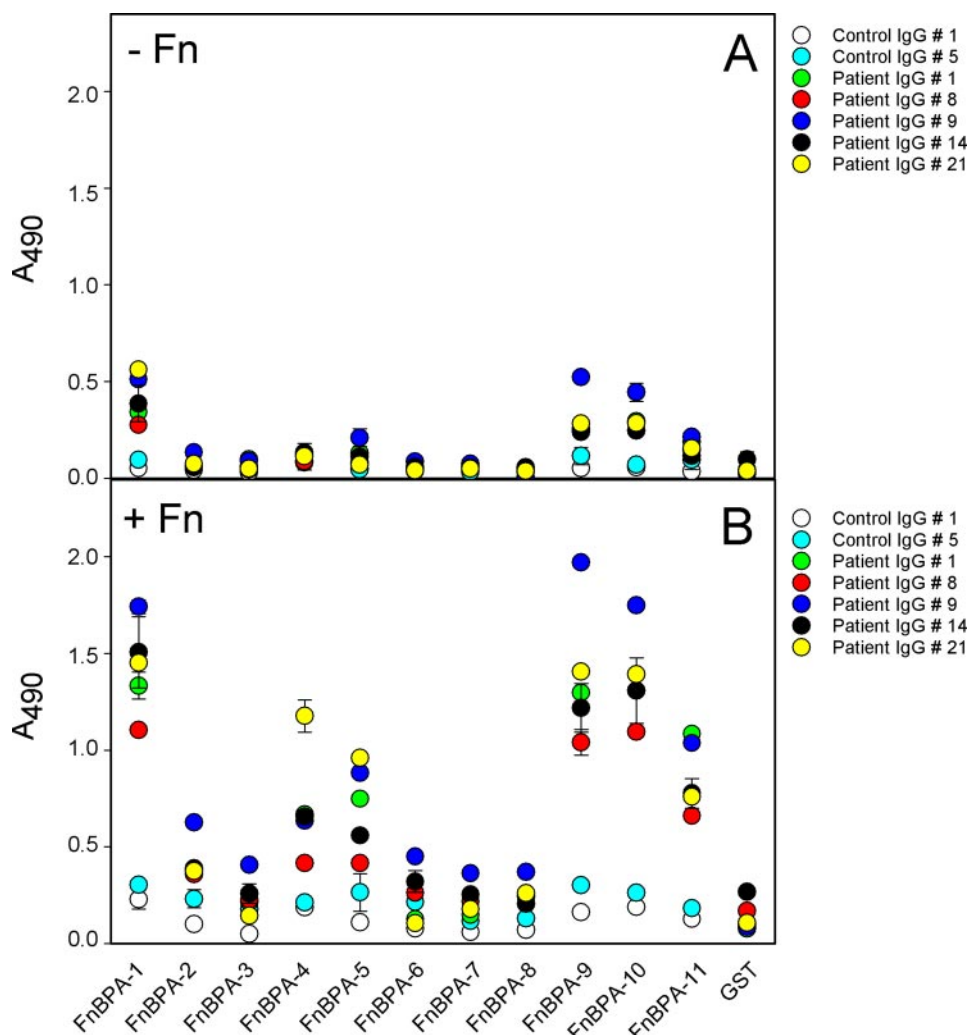 - Fn
A
2.0
1.5
1.0
0.5
0.0
A490
Control IgG # 1
Control IgG # 5
Patient IgG # 1
Patient IgG # 8
Patient IgG # 9
Patient IgG # 14
Patient IgG # 21
+ Fn
B
2.0
1.5
1.0
0.5
0.0
A490
Control IgG # 1
Control IgG # 5
Patient IgG # 1
Patient IgG # 8
Patient IgG # 9
Patient IgG # 14
Patient IgG # 21
FnBPA-1
FnBPA-2
FnBPA-3
FnBPA-4
FnBPA-5
FnBPA-6
FnBPA-7
FnBPA-8
FnBPA-9
FnBPA-10
FnBPA-11
GST